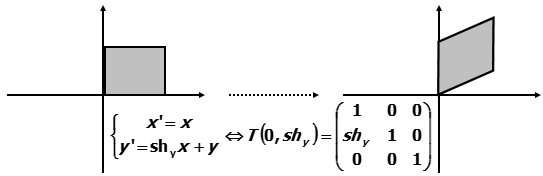 { x' = x
y' = sh_y x + y ⇔ T(0, sh_y) = ( 1 0 0
sh_y 1 0
0 0 1 )